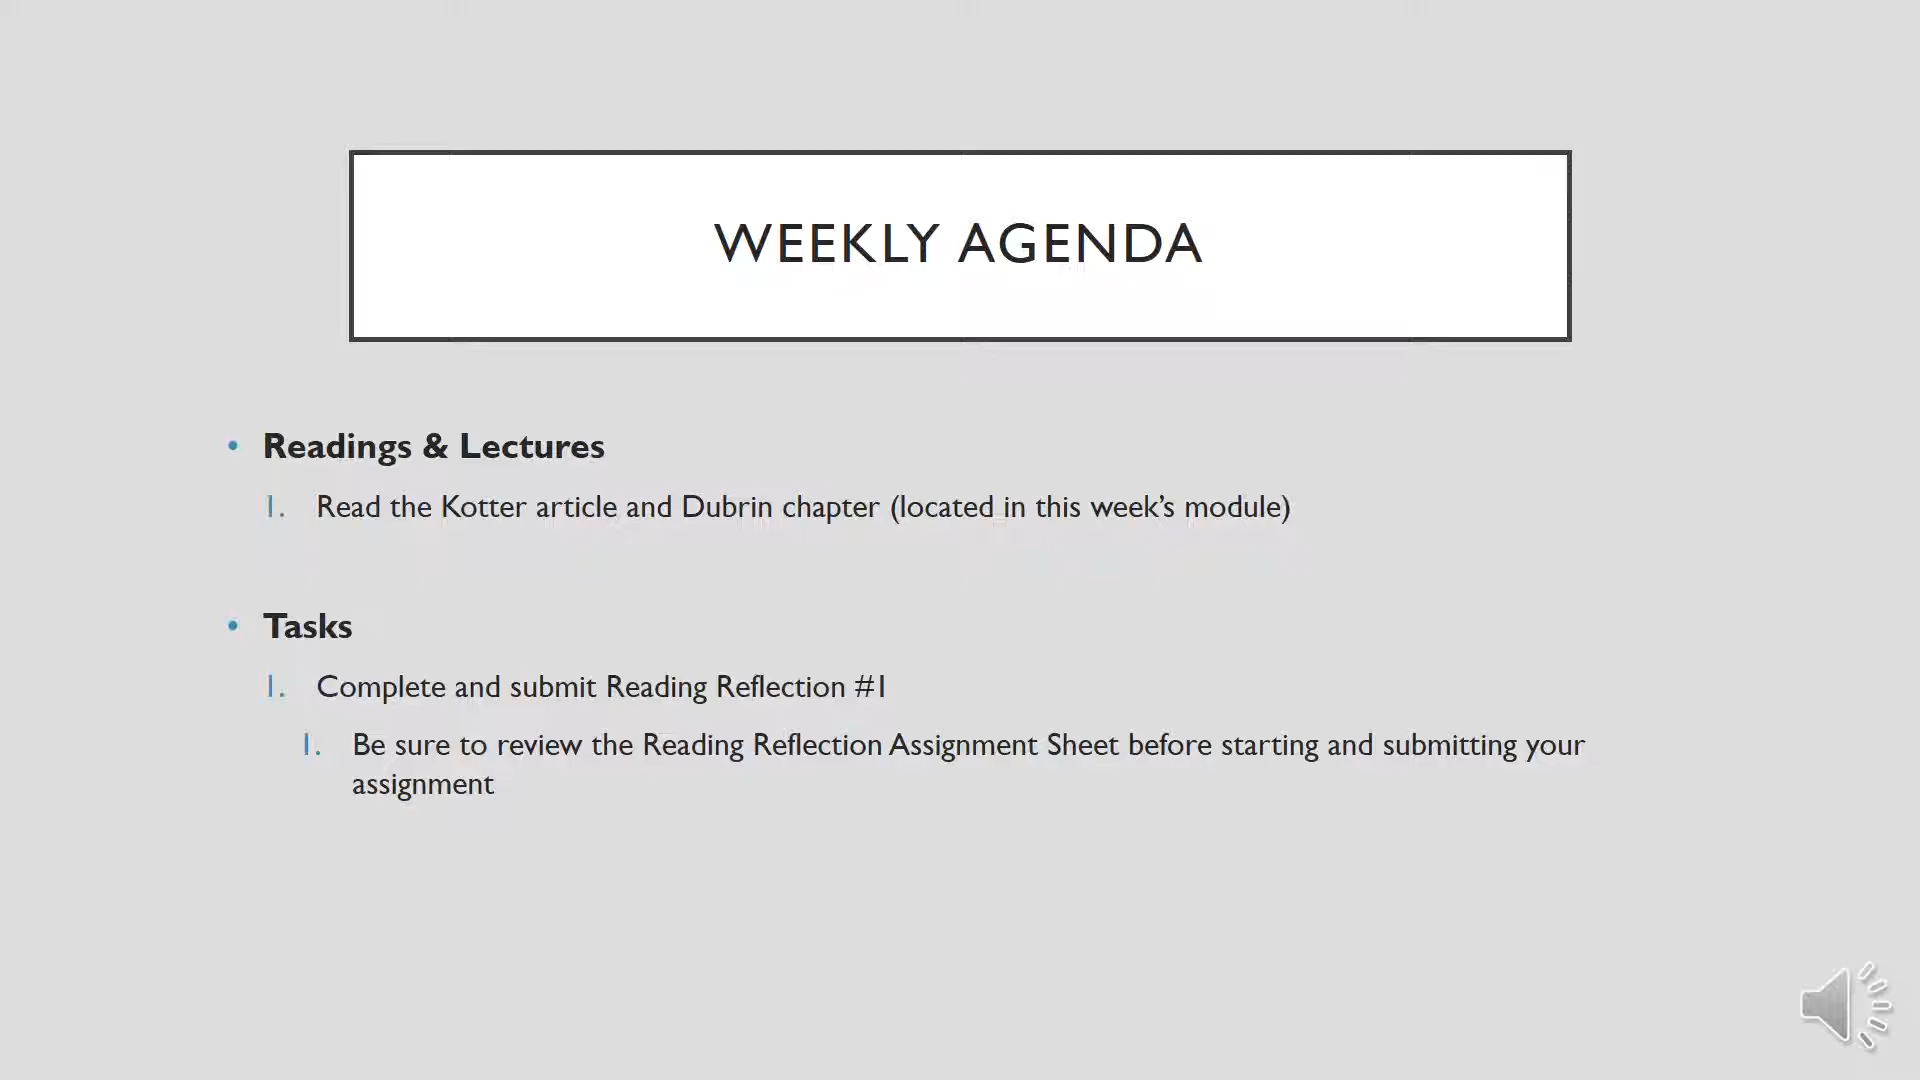 WEEKLY AGENDA
• Readings & Lectures
1. Read the Kotter article and Dubrin chapter (located in this week’s module)
• Tasks
1. Complete and submit Reading Reflection #1
1. Be sure to review the Reading Reflection Assignment Sheet before starting and submitting your
assignment